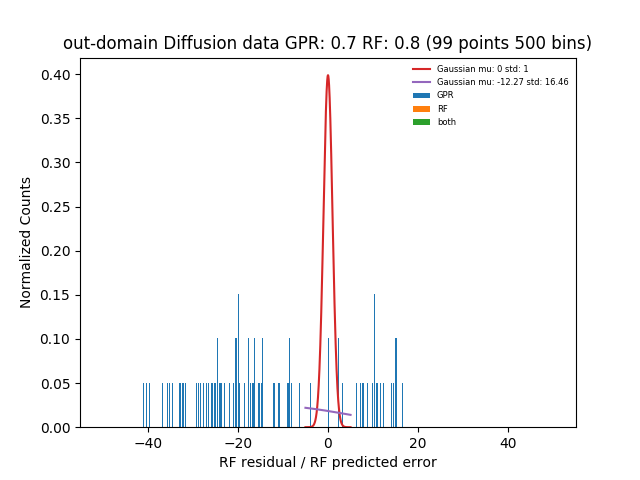 out-domain Diffusion data GPR: 0.7 RF: 0.8 (99 points 500 bins)
Gaussian mu: 0 std: 1
Gaussian mu: -12.27 std: 16.46
GPR
RF
both
Normalized Counts
0.40
0.35
0.30
0.25
0.20
0.15
0.10
0.05
0.00
−40
−20
0
20
40
RF residual / RF predicted error